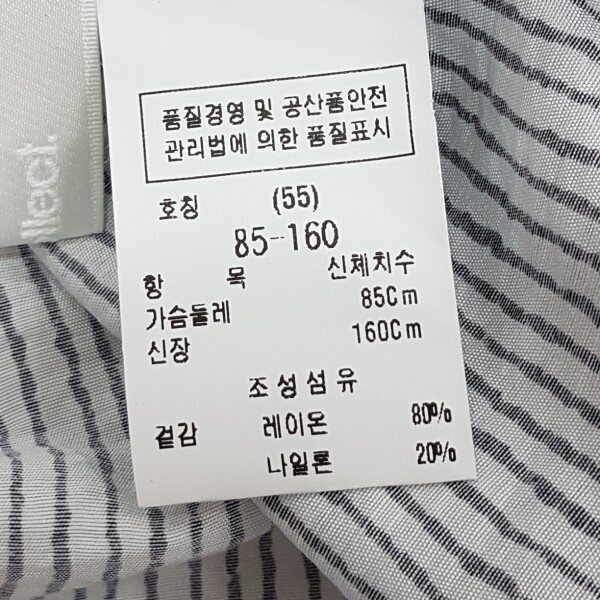 품질경영 및 공산품안전
관리법에 의한 품질표시
호칭 (55)
85-160
항 목 신체치수
가슴둘레 85Cm
신장 160Cm
조성섬유
겉감 레이온 80%
나일론 20%
llect.